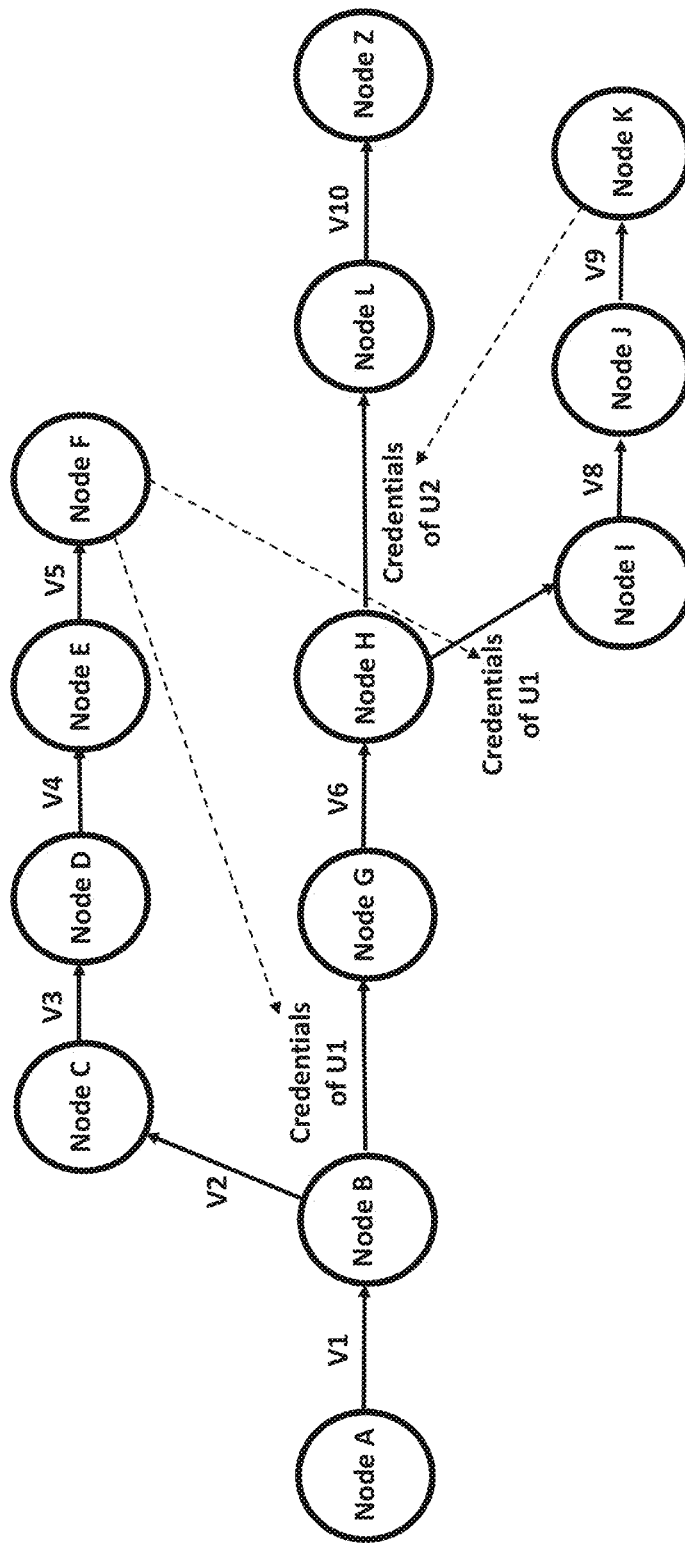 Node C
V3
Node D
V4
Node E
V5
Node F
V2
Node A
V1
Node B
Credentials
of U1
Node G
V6
Node H
Credentials
of U2
Node L
V10
Node Z
Credentials
of U1
Node I
V8
Node J
V9
Node K